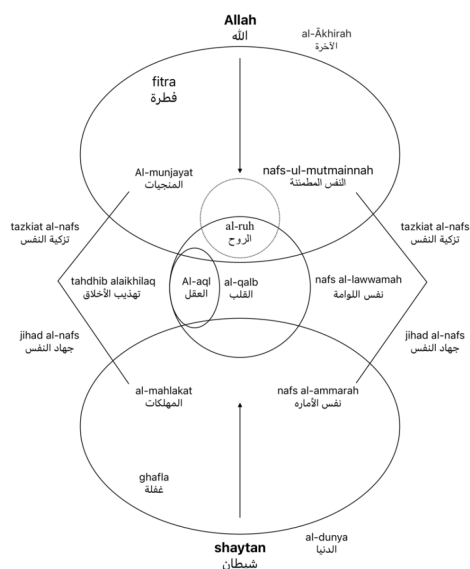 Allah
الله
al-Ākhirah
الآخرة
fitra
فطرة
Al-munjayat
المنجيات
nafs-ul-mutmainnah
النفس المطمننة
al-ruh
الروح
tazkiat al-nafs
تزكية النفس
tazkiat al-nafs
تزكية النفس
tahdhib alaikhilaq
تهذيب الأخلاق
Al-aql
العقل
al-qalb
القلب
nafs al-lawwamah
نفس اللوامة
jihad al-nafs
جهاد النفس
jihad al-nafs
جهاد النفس
al-mahlakat
المهلكات
nafs al-ammarah
نفس الأماره
ghafla
غفلة
al-dunya
الدنيا
shaytan
شيطان